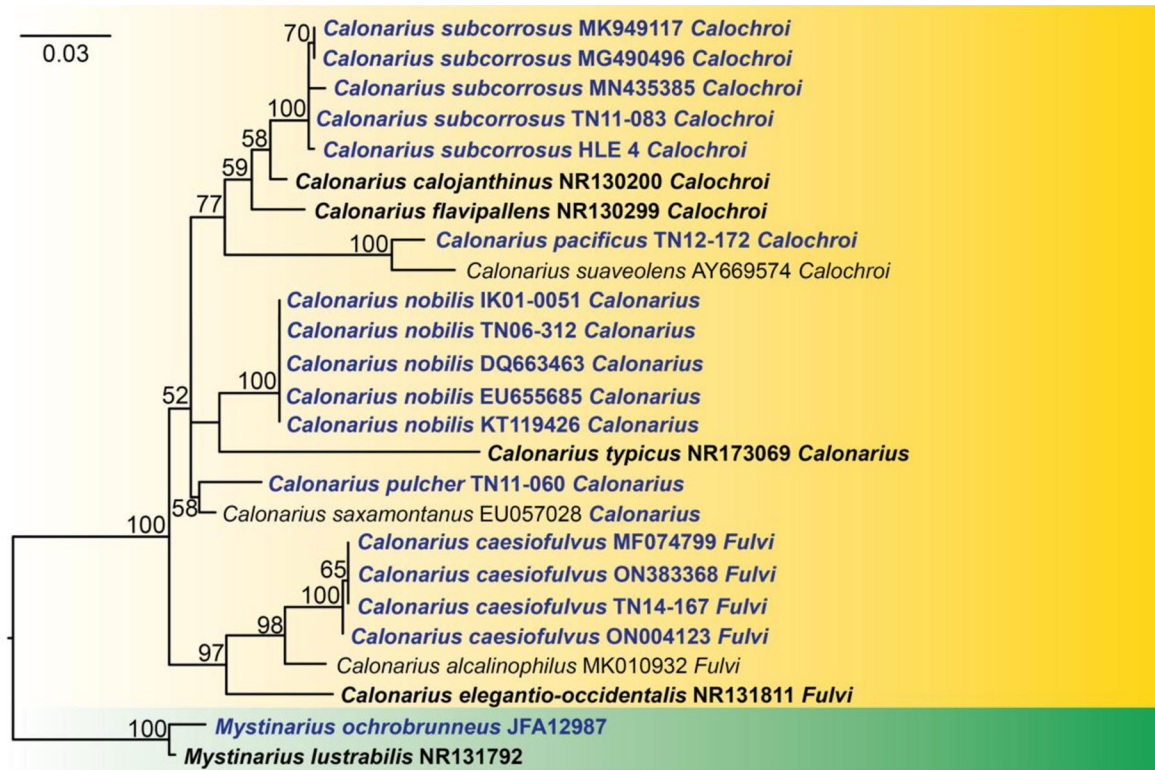 0.03
70
Calonarius subcorrosus MK949117 Calochroi
Calonarius subcorrosus MG490496 Calochroi
Calonarius subcorrosus MN435385 Calochroi
100
Calonarius subcorrosus TN11-083 Calochroi
58
Calonarius subcorrosus HLE 4 Calochroi
59
Calonarius calojanthinus NR130200 Calochroi
77
Calonarius flavipallens NR130299 Calochroi
100
Calonarius pacificus TN12-172 Calochroi
Calonarius suaveolens AY669574 Calochroi
Calonarius nobilis IK01-0051 Calonarius
Calonarius nobilis TN06-312 Calonarius
Calonarius nobilis DQ663463 Calonarius
100
52
Calonarius nobilis EU655685 Calonarius
Calonarius nobilis KT119426 Calonarius
Calonarius typicus NR173069 Calonarius
Calonarius pulcher TN11-060 Calonarius
58
Calonarius saxamontanus EU057028 Calonarius
100
Calonarius caesiofulvus MF074799 Fulvi
65
Calonarius caesiofulvus ON383368 Fulvi
100
Calonarius caesiofulvus TN14-167 Fulvi
98
Calonarius caesiofulvus ON004123 Fulvi
97
Calonarius alcalinophilus MK010932 Fulvi
Calonarius elegantio-occidentalis NR131811 Fulvi
100
Mystinarius ochrobrunneus JFA12987
Mystinarius lustrabilis NR131792